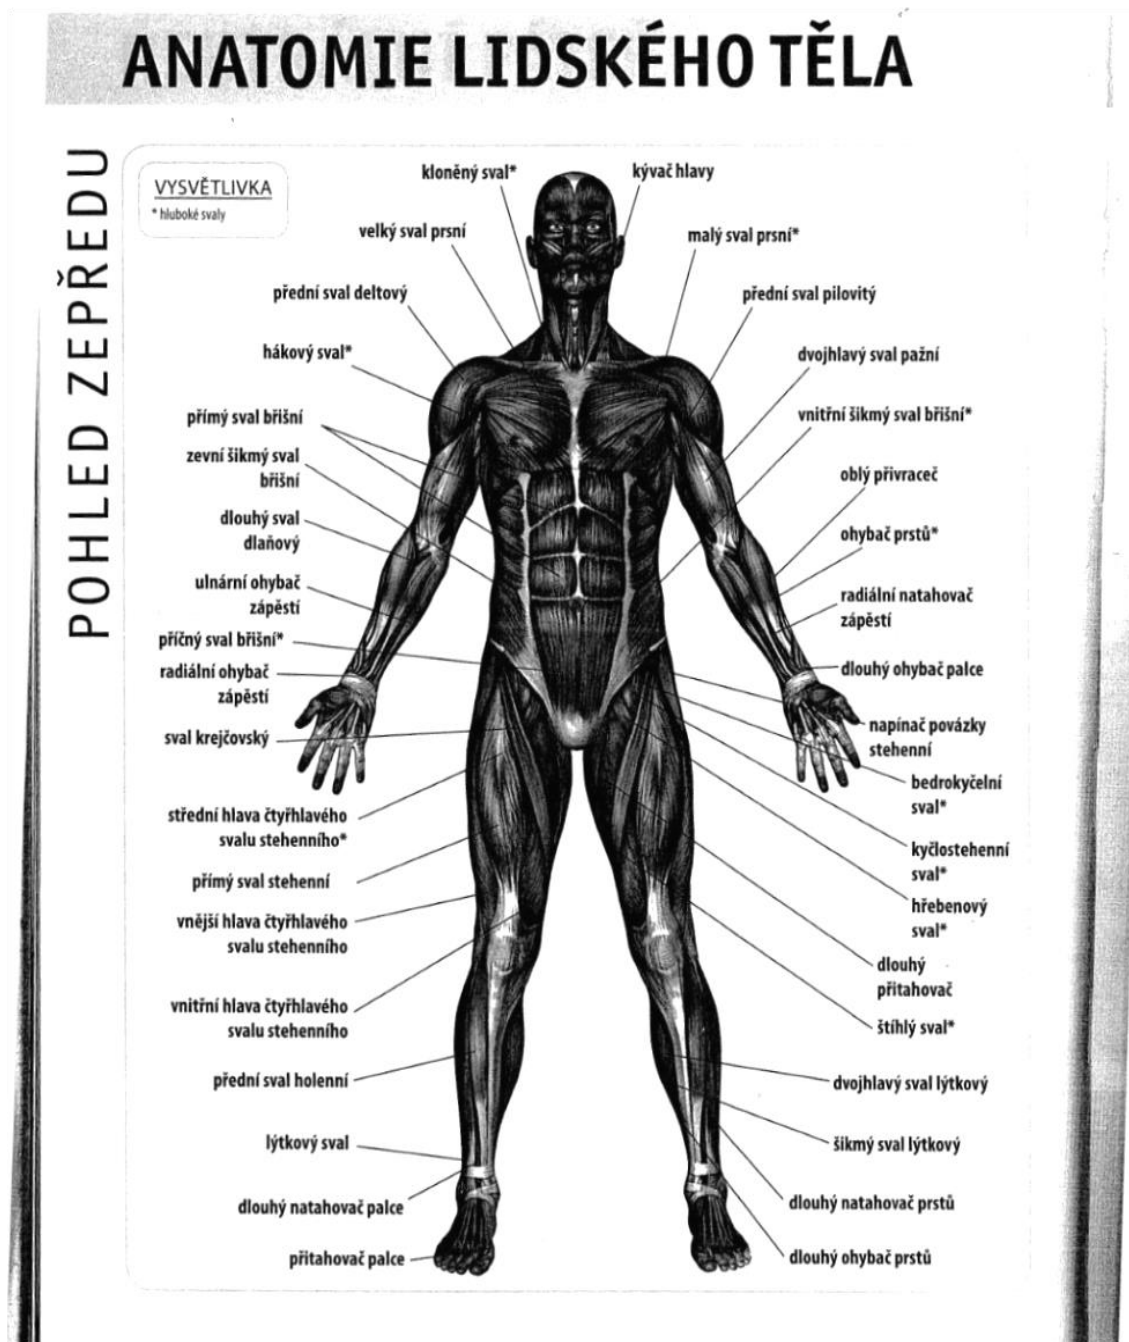 ANATOMIE LIDSKÉHO TĚLA
POHLED ZEPŘEDU
VYSVĚTLIVKA
* hluboké svaly
kloněný sval*
velký sval prsní
přední sval deltový
hákový sval*
přímý sval břišní
zevní šikmý sval
břišní
dlouhý sval
dlaňový
ulnární ohybač
zápěstí
příčný sval břišní*
radiální ohybač
zápěstí
sval krejčovský
střední hlava čtyřhlavého
svalu stehenního*
přímý sval stehenní
vnější hlava čtyřhlavého
svalu stehenního
vnitřní hlava čtyřhlavého
svalu stehenního
přední sval holenní
lýtkový sval
dlouhý natahovač palce
přitahovač palce
kývač hlavy
malý sval prsní*
přední sval pilovitý
dvojhlavý sval pažní
vnitřní šikmý sval břišní*
oblý přivraceč
ohybač prstů*
radiální natahovač
zápěstí
dlouhý ohybač palce
napínač povázky
stehenní
bedrokyčelní
sval*
kyčlostehenní
sval*
hřebenový
sval*
dlouhý
přitahovač
štíhlý sval*
dvojhlavý sval lýtkový
šikmý sval lýtkový
dlouhý natahovač prstů
dlouhý ohybač prstů